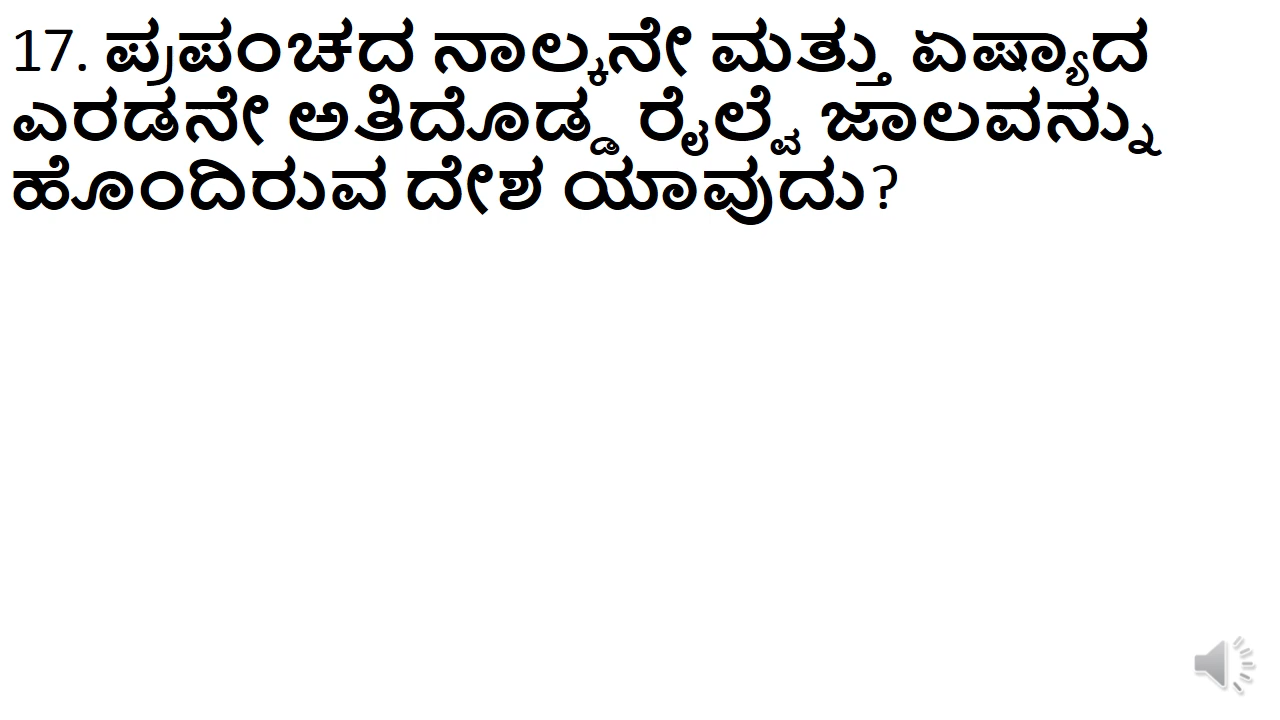 17. ಪ್ರಪಂಚದ ನಾಲ್ಕನೇ ಮತ್ತು ಏಷ್ಯಾದ
ಎರಡನೇ ಅತಿದೊಡ್ಡ ರೈಲ್ವೆ ಜಾಲವನ್ನು
ಹೊಂದಿರುವ ದೇಶ ಯಾವುದು?